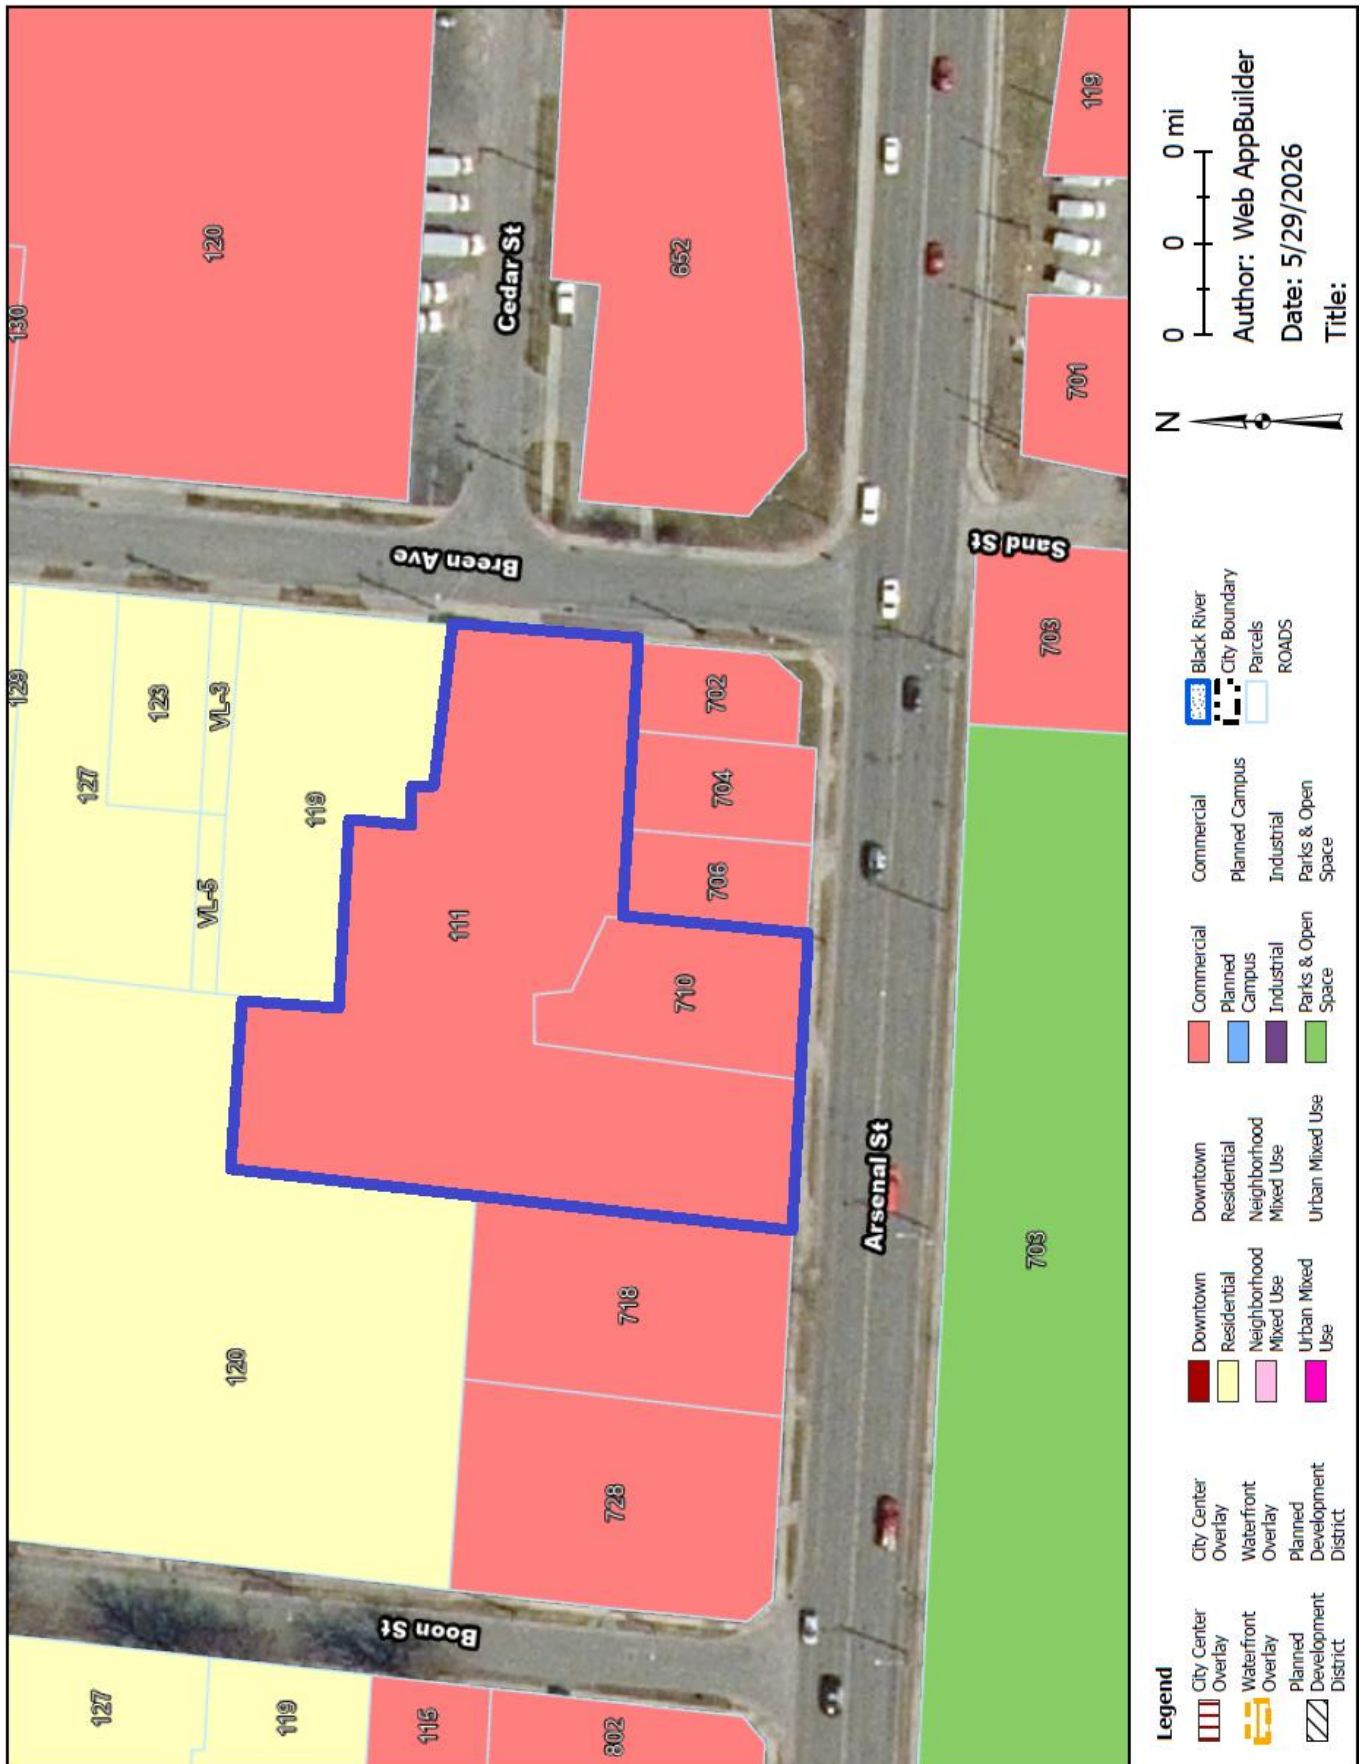 129
130
127
127
123
VL-5
VL-3
120
120
119
119
Boon St
115
Breen Ave
111
Cedar St
802
728
718
710
706
704
702
652
Arsenal St
Sand St
703
703
701
119
Legend
City Center
Overlay
City Center
Overlay
Waterfront
Overlay
Waterfront
Overlay
Planned
Development
District
Planned
Development
District
Downtown
Downtown
Residential
Residential
Neighborhood
Mixed Use
Neighborhood
Mixed Use
Urban Mixed
Use
Urban Mixed Use
Commercial
Commercial
Planned
Campus
Planned Campus
Industrial
Industrial
Parks & Open
Space
Parks & Open
Space
Black River
City Boundary
Parcels
ROADS
N
0 0 0 mi
Author: Web AppBuilder
Date: 5/29/2026
Title: